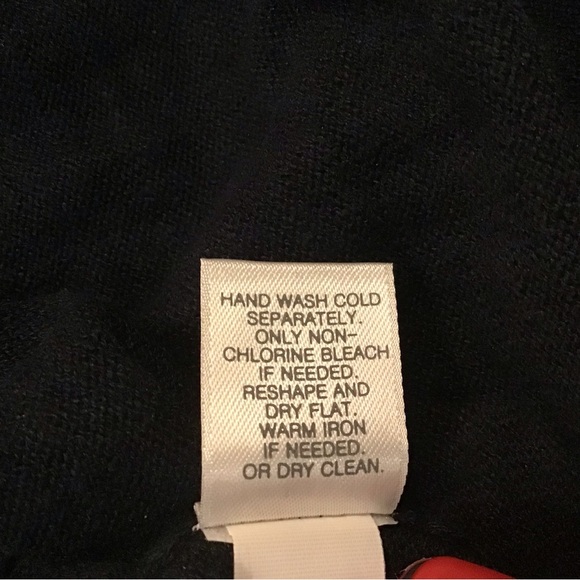 HAND WASH COLD
SEPARATELY.
ONLY NON-
CHLORINE BLEACH
IF NEEDED.
RESHAPE AND
DRY FLAT.
WARM IRON
IF NEEDED.
OR DRY CLEAN.